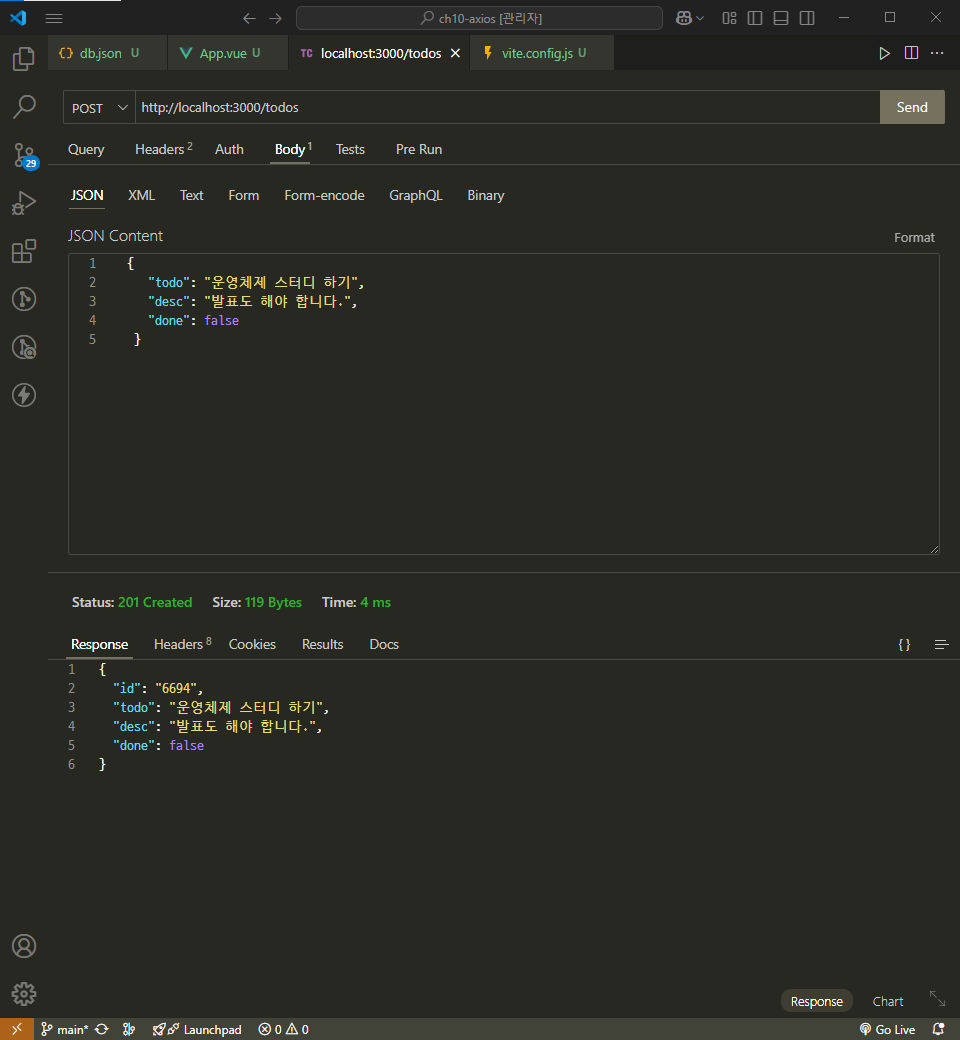 ch10-axios [관리자]
db.json U App.vue U TC localhost:3000/todos vite.config.js U
POST http://localhost:3000/todos Send
Query Headers 2 Auth Body 1 Tests Pre Run
29
JSON XML Text Form Form-encode GraphQL Binary
JSON Content
Format
1 {
2 "todo": "운영체제 스터디 하기",
3 "desc": "발표도 해야 합니다.",
4 "done": false
5 }
Status: 201 Created Size: 119 Bytes Time: 4 ms
Response Headers 8 Cookies Results Docs { }
1 {
2 "id": "6694",
3 "todo": "운영체제 스터디 하기",
4 "desc": "발표도 해야 합니다.",
5 "done": false
6 }
Response Chart
main* Launchpad 0 0 Go Live